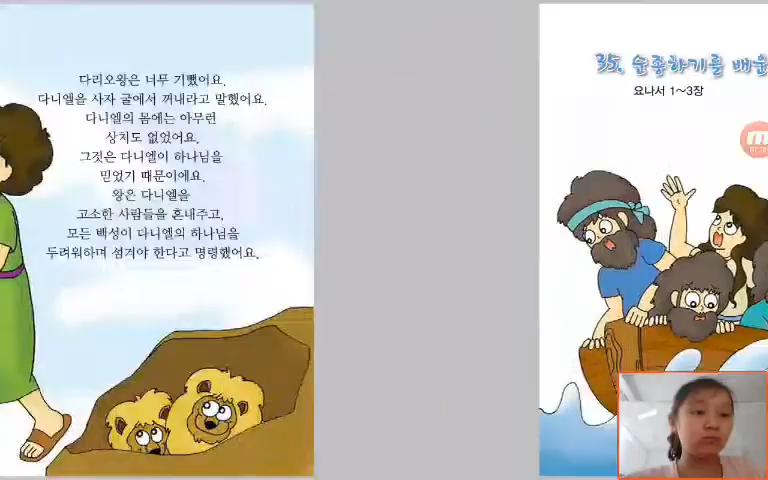 다리오왕은 너무 기뻤어요.
다니엘을 사자 굴에서 꺼내라고 말했어요.
다니엘의 몸에는 아무런
상처도 없었어요.
그것은 다니엘이 하나님을
믿었기 때문이에요.
왕은 다니엘을
고소한 사람들을 혼내주고,
모든 백성이 다니엘의 하나님을
두려워하며 섬겨야 한다고 명령했어요.
35. 순종하기를 배운
요나서 1~3장